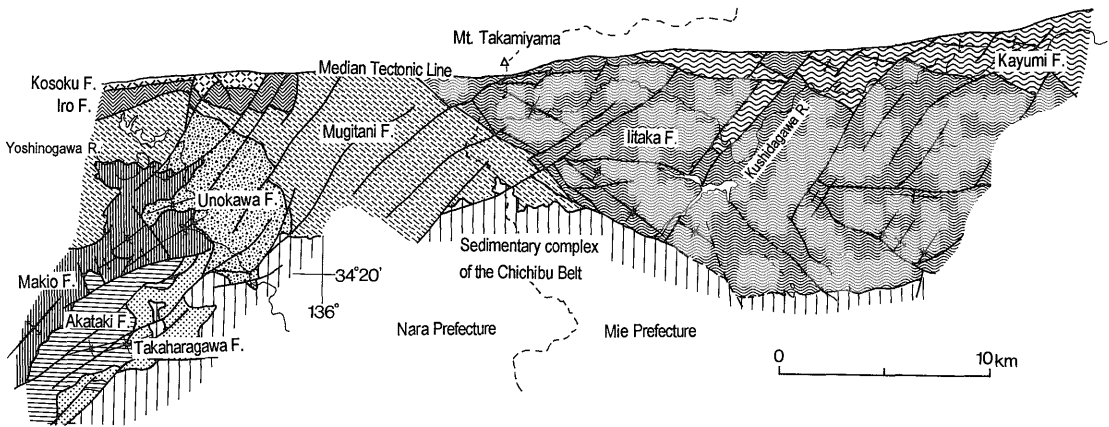 Mt. Takamiyama
Kosoku F.
Median Tectonic Line
Kayumi F.
Iro F.
Mugitani F.
Iitaka F.
Kushidagawa R.
Yoshinogawa R.
Unokawa F.
Sedimentary complex
of the Chichibu Belt
34°20'
Makio F.
136°
Akataki F.
Nara Prefecture
Mie Prefecture
Takaharagawa F.
0
10km